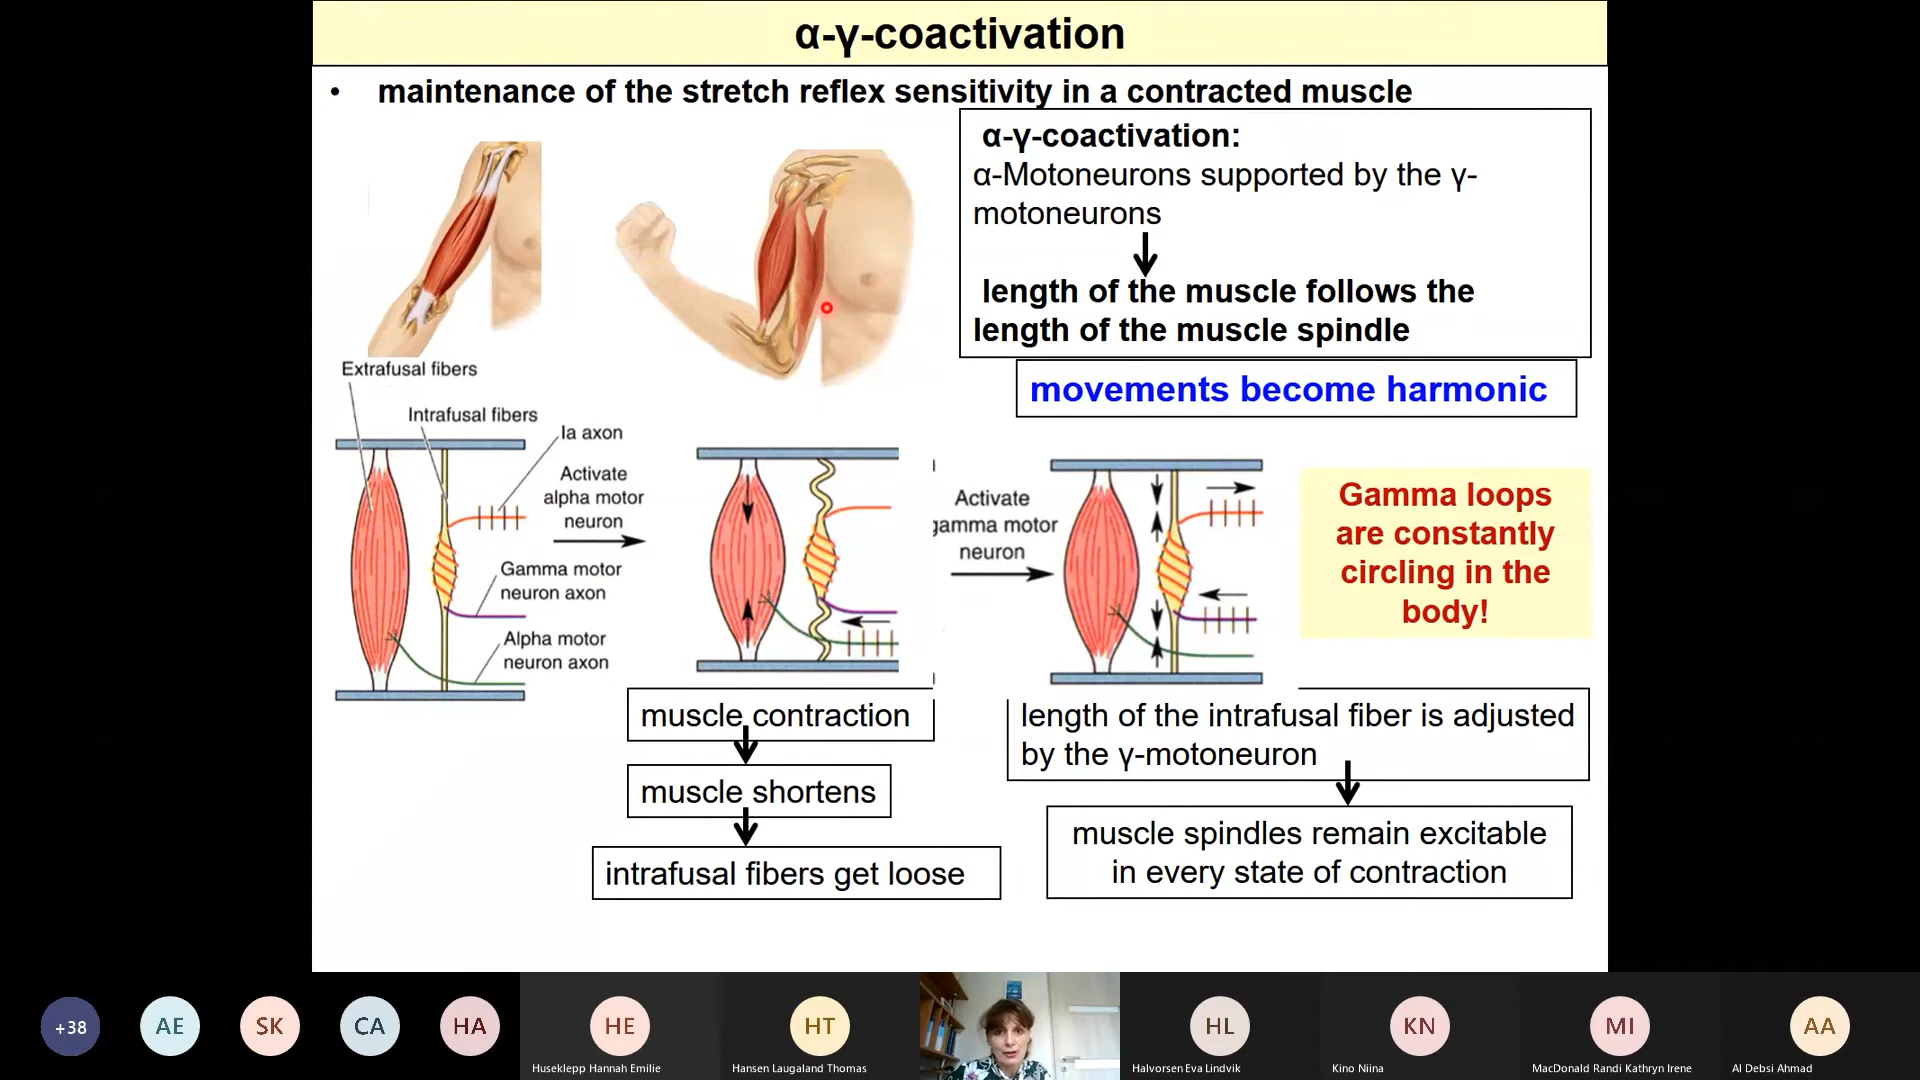 α-γ-coactivation
• maintenance of the stretch reflex sensitivity in a contracted muscle
α-γ-coactivation:
α-Motoneurons supported by the γ-
motoneurons
length of the muscle follows the
length of the muscle spindle
movements become harmonic
Extrafusal fibers
Intrafusal fibers
Ia axon
Activate
alpha motor
neuron
Gamma motor
neuron axon
Alpha motor
neuron axon
Activate
gamma motor
neuron
Gamma loops
are constantly
circling in the
body!
muscle contraction
muscle shortens
intrafusal fibers get loose
length of the intrafusal fiber is adjusted
by the γ-motoneuron
muscle spindles remain excitable
in every state of contraction
+38
AE
SK
CA
HA
HE
Huseklepp Hannah Emilie
HT
Hansen Laugaland Thomas
HL
Halvorsen Eva Lindvik
KN
Kino Niina
MI
MacDonald Randi Kathryn Irene
AA
Al Debsi Ahmad